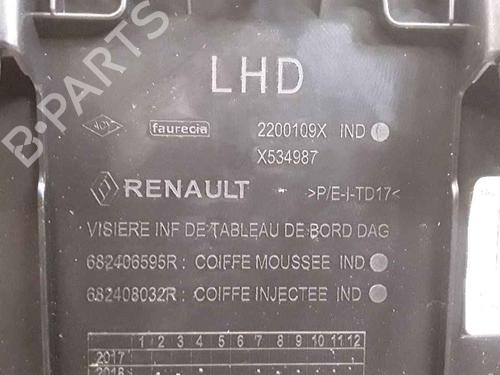 LHD
B-PARTS
faurecia 2200109X IND
X534987
RENAULT >P/E-I-TD17<
VISIERE INF DE TABLEAU DE BORD DAG
682406595R : COIFFE MOUSSEE IND
682408032R : COIFFE INJECTEE IND
1 2 3 4 5 6 7 8 9 10 11 12
2017
2018